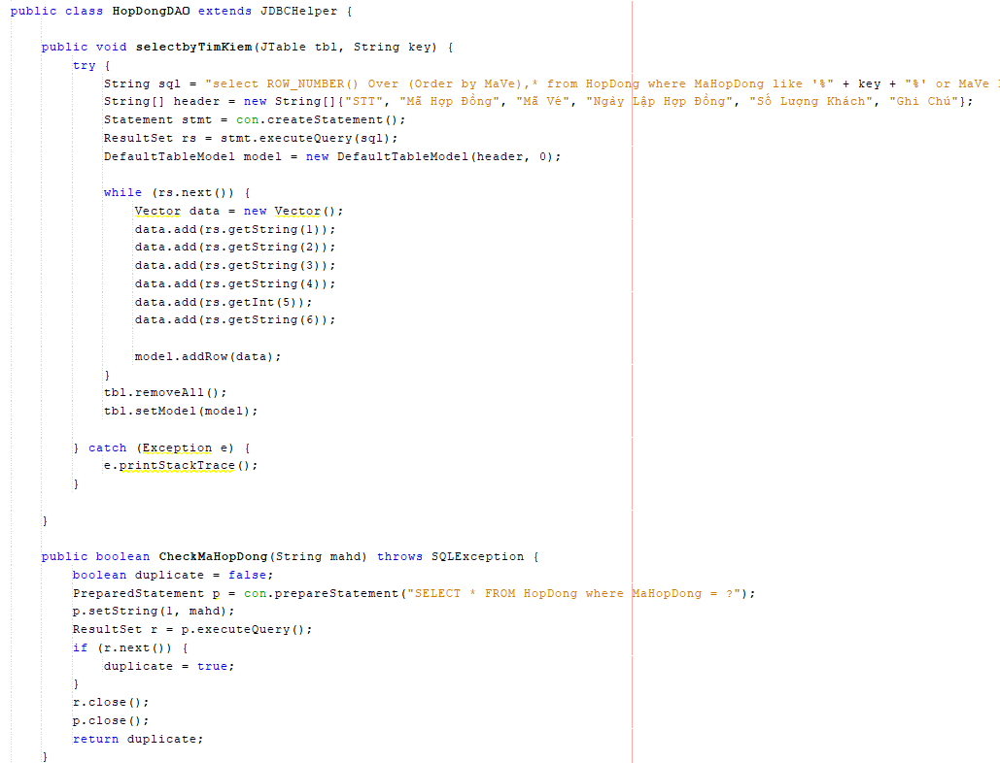 public class HopDongDAO extends JDBCHelper {
public void selectbyTimKiem(JTable tbl, String key) {
try {
String sql = "select ROW_NUMBER() Over (Order by MaVe),* from HopDong where MaHopDong like '%" + key + "%' or MaVe
String[] header = new String[]{"STT", "Mã Hợp Đồng", "Mã Vé", "Ngày Lập Hợp Đồng", "Số Lượng Khách", "Ghi Chú"};
Statement stmt = con.createStatement();
ResultSet rs = stmt.executeQuery(sql);
DefaultTableModel model = new DefaultTableModel(header, 0);
while (rs.next()) {
Vector data = new Vector();
data.add(rs.getString(1));
data.add(rs.getString(2));
data.add(rs.getString(3));
data.add(rs.getString(4));
data.add(rs.getInt(5));
data.add(rs.getString(6));
model.addRow(data);
}
tbl.removeAll();
tbl.setModel(model);
} catch (Exception e) {
e.printStackTrace();
}
}
public boolean CheckMaHopDong(String mahd) throws SQLException {
boolean duplicate = false;
PreparedStatement p = con.prepareStatement("SELECT * FROM HopDong where MaHopDong = ?");
p.setString(1, mahd);
ResultSet r = p.executeQuery();
if (r.next()) {
duplicate = true;
}
r.close();
p.close();
return duplicate;
}